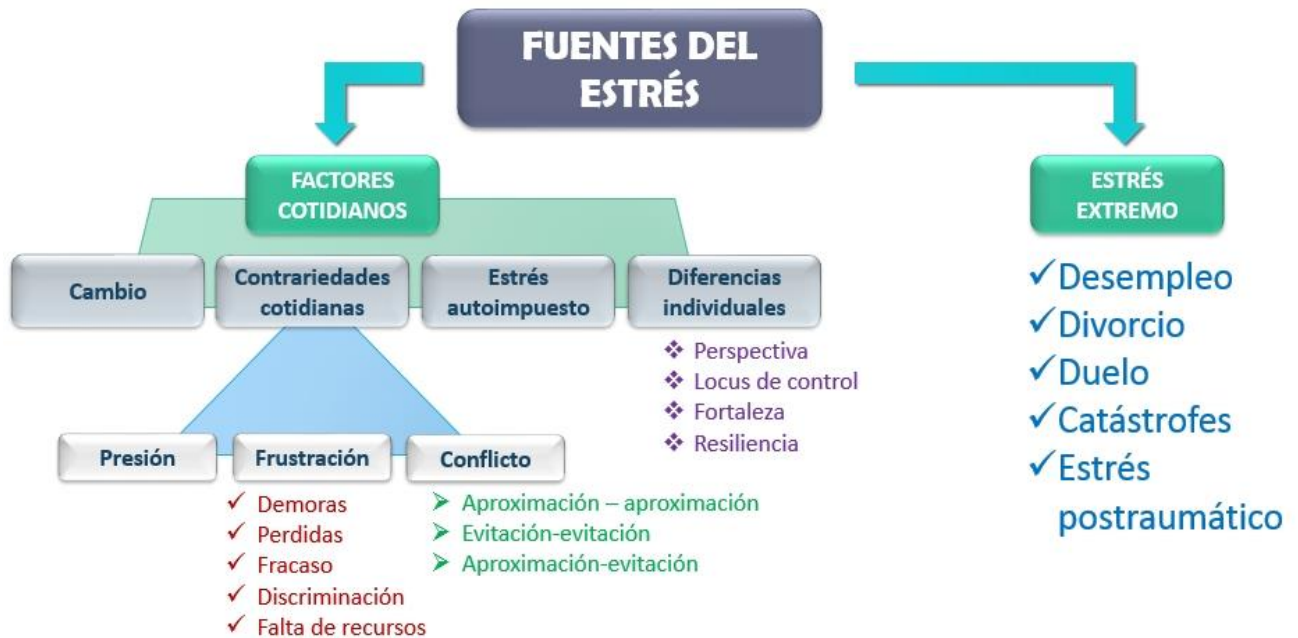 FUENTES DEL
ESTRÉS
FACTORES
COTIDIANOS
ESTRÉS
EXTREMO
Cambio
Contrariedades
cotidianas
Estrés
autoimpuesto
Diferencias
individuales
❖ Perspectiva
❖ Locus de control
❖ Fortaleza
❖ Resiliencia
Presión
Frustración
Conflicto
✓ Demoras
✓ Perdidas
✓ Fracaso
✓ Discriminación
✓ Falta de recursos
➢ Aproximación – aproximación
➢ Evitación-evitación
➢ Aproximación-evitación
✓ Desempleo
✓ Divorcio
✓ Duelo
✓ Catástrofes
✓ Estrés
postraumático